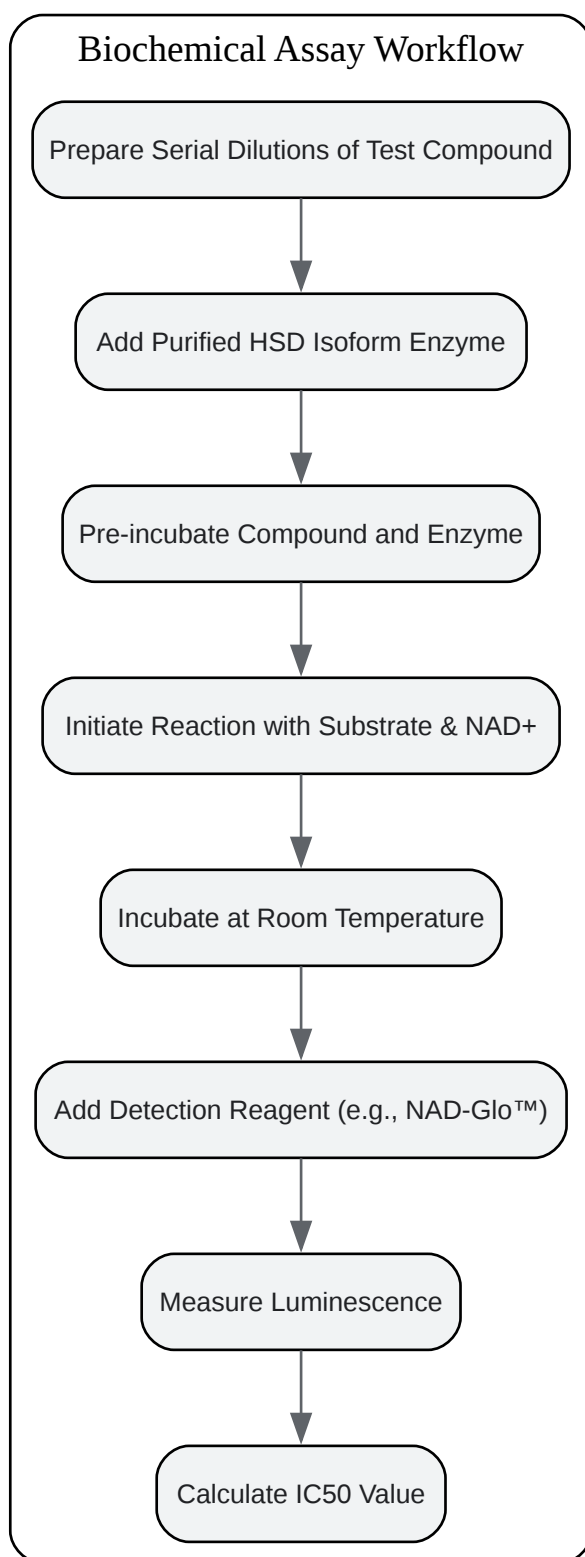 Biochemical Assay Workflow
Prepare Serial Dilutions of Test Compound
Add Purified HSD Isoform Enzyme
Pre-incubate Compound and Enzyme
Initiate Reaction with Substrate & NAD+
Incubate at Room Temperature
Add Detection Reagent (e.g., NAD-Glo™)
Measure Luminescence
Calculate IC50 Value